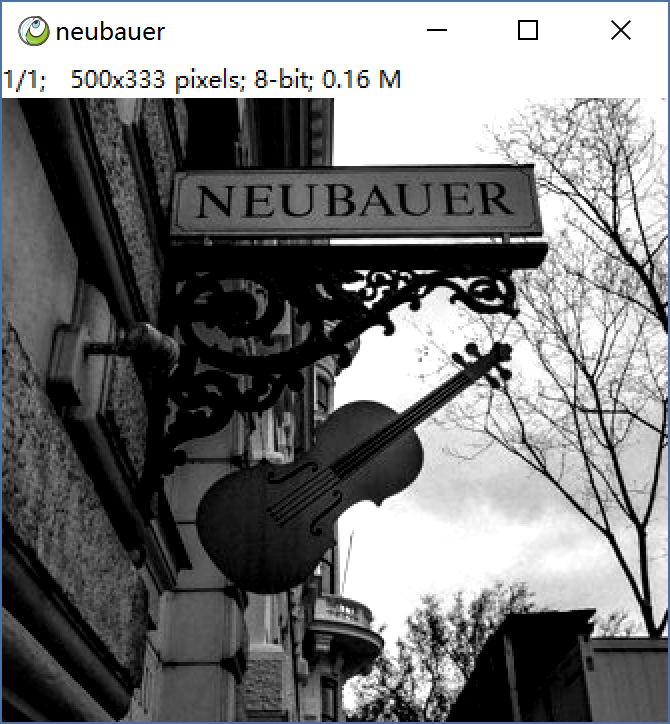 neubauer
1/1; 500x333 pixels; 8-bit; 0.16 M
NEUBAUER